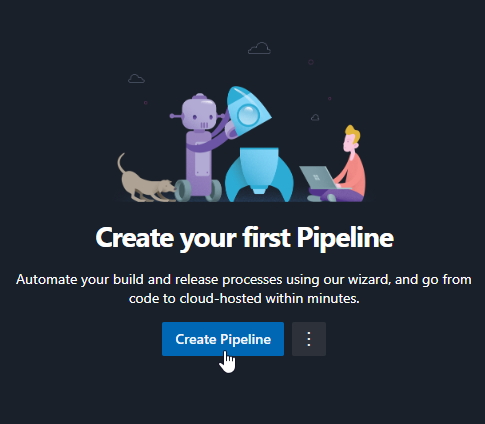 Create your first Pipeline
Automate your build and release processes using our wizard, and go from
code to cloud-hosted within minutes.
Create Pipeline